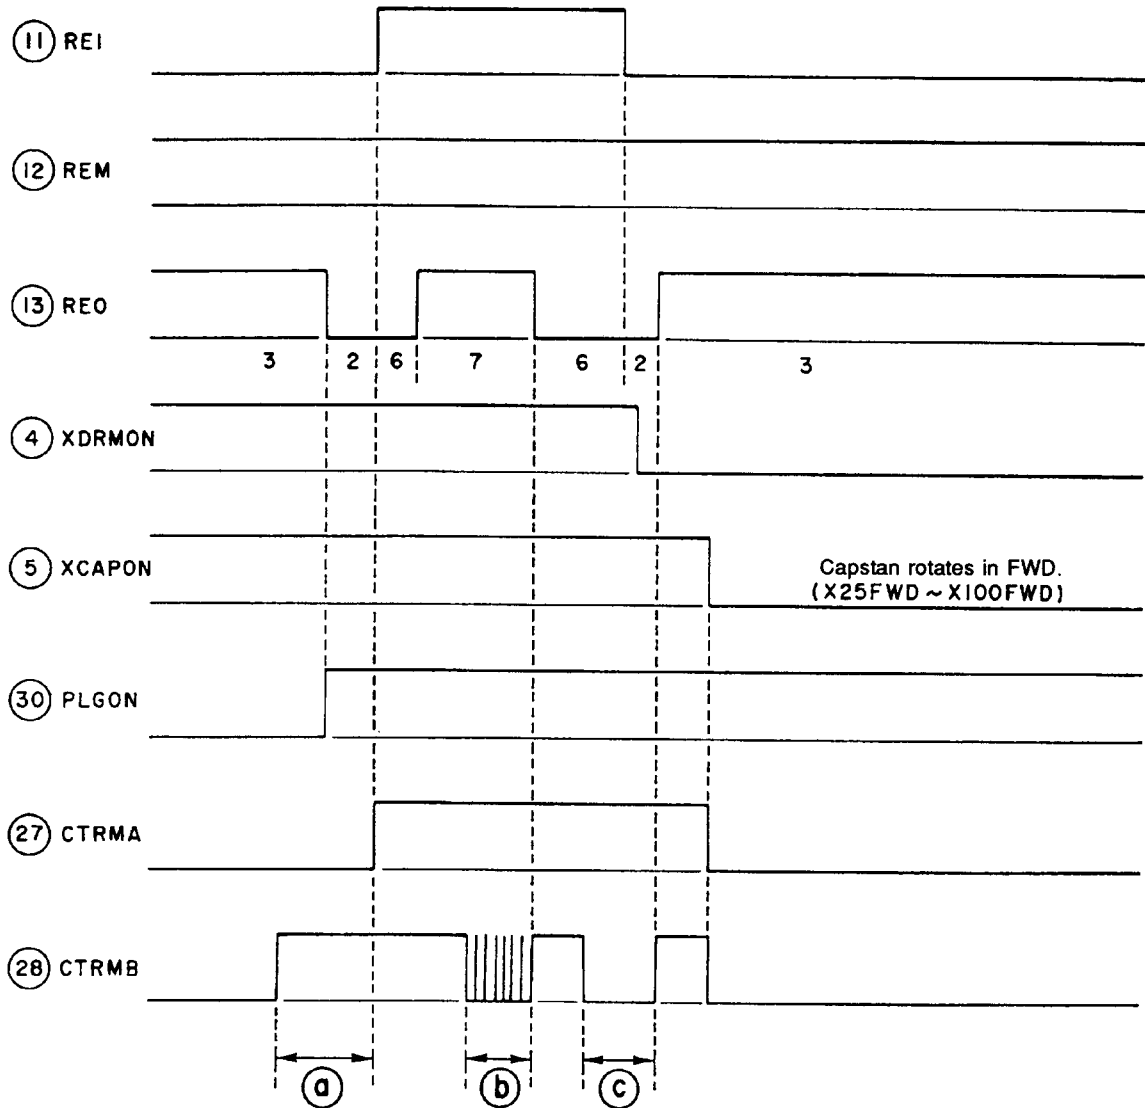 11 REI
12 REM
13 REO
3 2 6 7 6 2 3
4 XDRMON
5 XCAPON
Capstan rotates in FWD.
(X25FWD ~ X100FWD)
30 PLGON
27 CTRMA
28 CTRMB
a b c